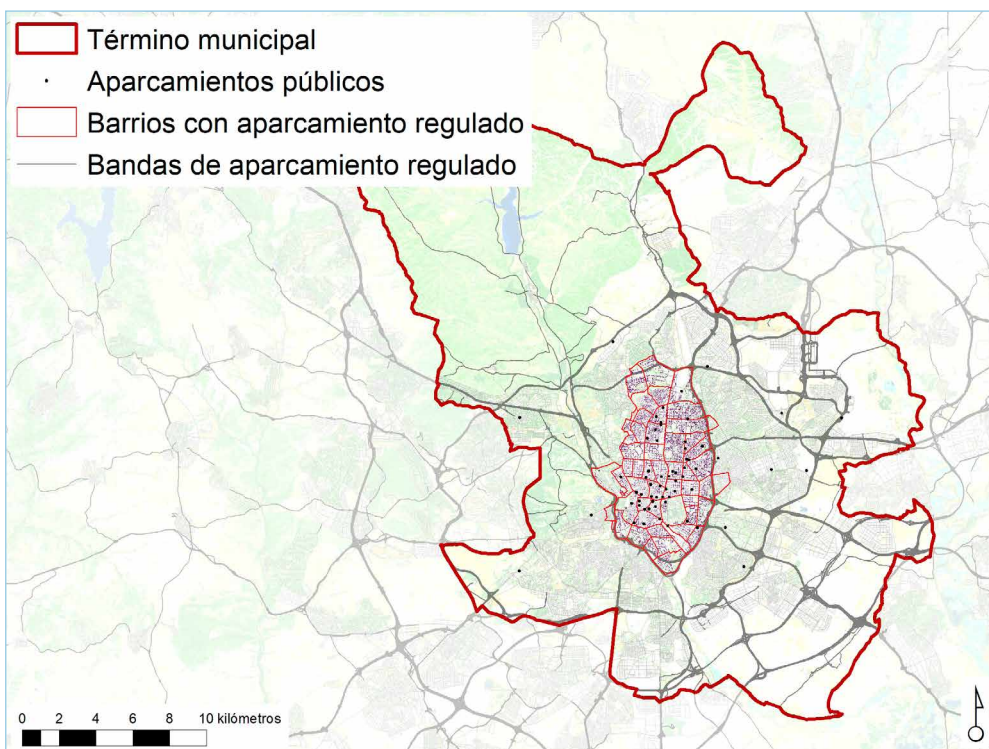 Término municipal
Aparcamientos públicos
Barrios con aparcamiento regulado
Bandas de aparcamiento regulado
0 2 4 6 8 10 kilómetros